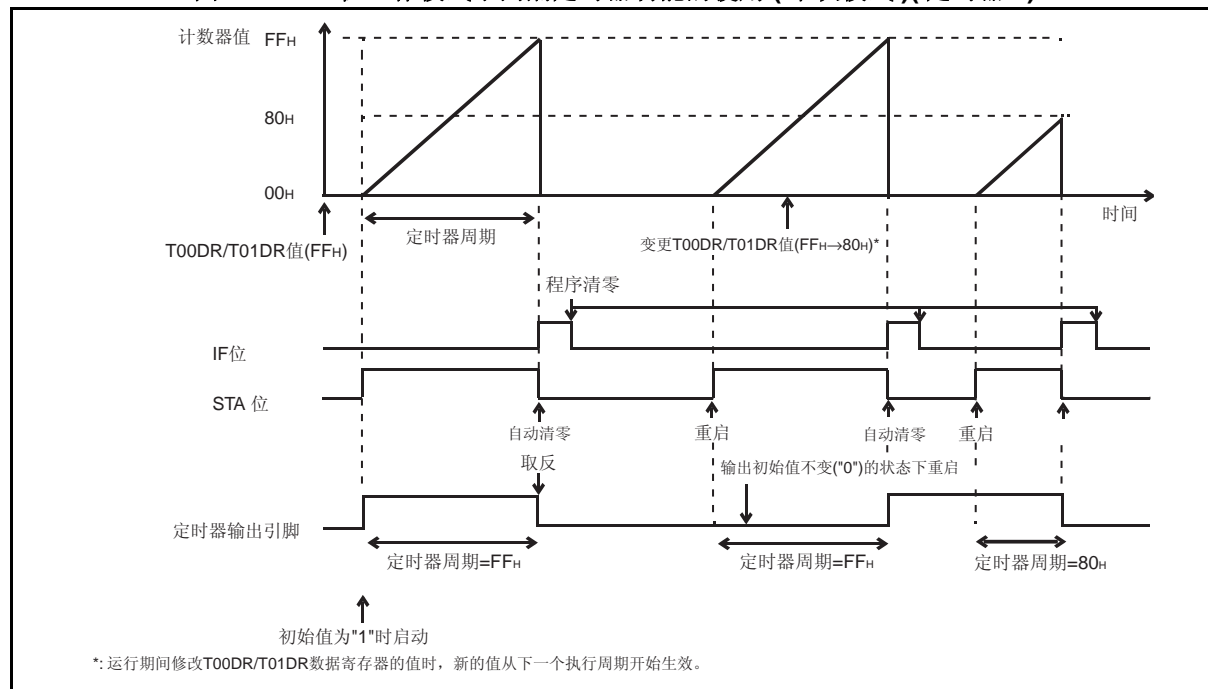 计数器值 FFH
80H
00H
时间
定时器周期
T00DR/T01DR值(FFH)
变更T00DR/T01DR值(FFH→80H)*
程序清零
IF位
STA 位
自动清零
重启
自动清零
重启
取反
输出初始值不变("0")的状态下重启
定时器输出引脚
定时器周期=FFH
定时器周期=FFH
定时器周期=80H
初始值为"1"时启动
*: 运行期间修改T00DR/T01DR数据寄存器的值时，新的值从下一个执行周期开始生效。